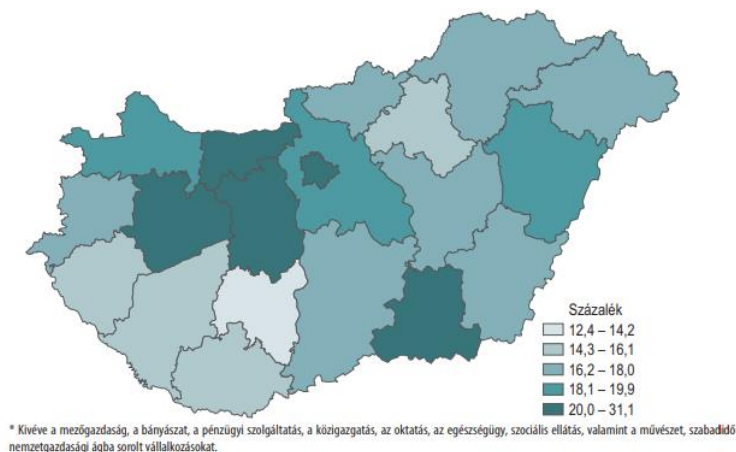 Százalék
12,4 – 14,2
14,3 – 16,1
16,2 – 18,0
18,1 – 19,9
20,0 – 31,1
* Kivéve a mezőgazdaság, a bányászat, a pénzügyi szolgáltatás, a közigazgatás, az oktatás, az egészségügy, szociális ellátás, valamint a művészet, szabadidő
nemzetgazdasági ágba sorolt vállalkozásokat.